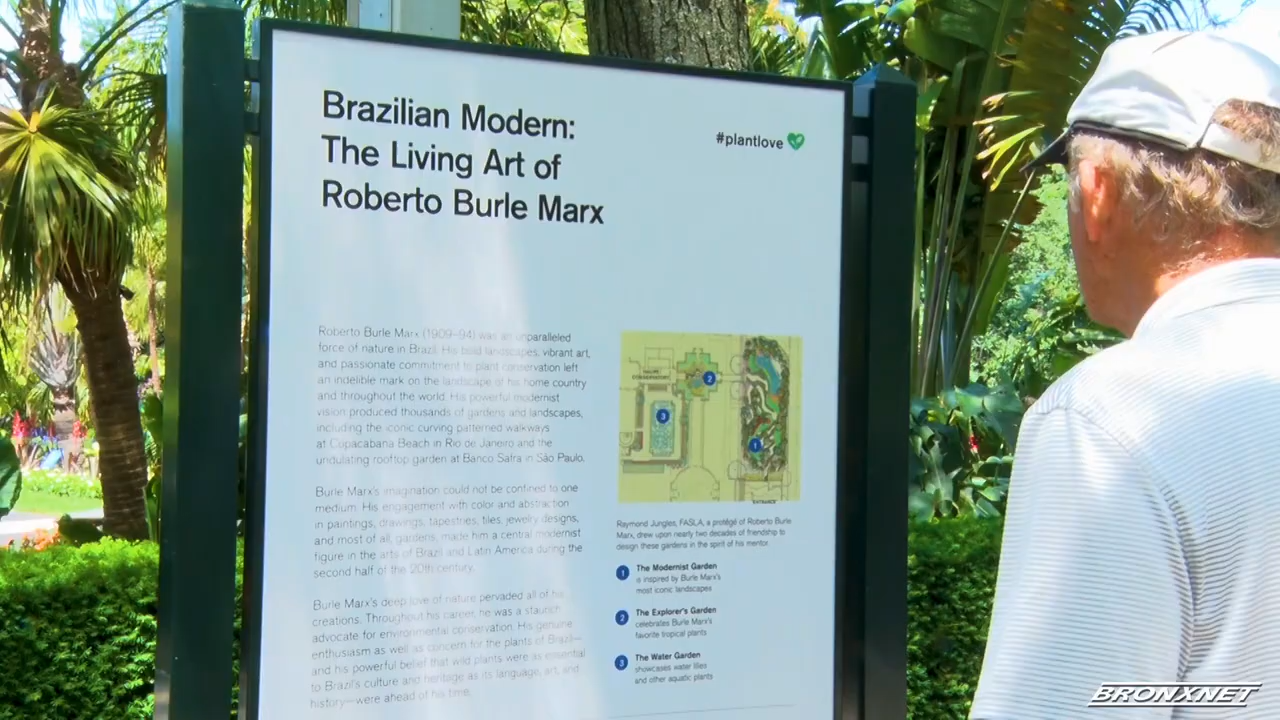 Brazilian Modern:
The Living Art of
Roberto Burle Marx
#plantlove
Roberto Burle Marx (1909–94) was an unparalleled
force of nature in Brazil. His bold landscapes, vibrant art,
and passionate commitment to plant conservation left
an indelible mark on the landscape of his home country
and throughout the world. His powerful modernist
vision produced thousands of gardens and landscapes,
including the iconic curving patterned walkways
at Copacabana Beach in Rio de Janeiro and the
undulating rooftop garden at Banco Safra in São Paulo.
Burle Marx's imagination could not be confined to one
medium. His engagement with color and abstraction
in paintings, drawings, tapestries, tiles, jewelry designs,
and most of all, gardens, made him a central modernist
figure in the arts of Brazil and Latin America during the
second half of the 20th century.
Burle Marx's deep love of nature pervaded all of his
creations. Throughout his career, he was a staunch
advocate for environmental conservation. His genuine
enthusiasm as well as concern for the plants of Brazil—
and his powerful belief that wild plants were as essential
to Brazil's culture and heritage as its language, art, and
history—were ahead of his time.
CONSERVATORY
2
3
1
ENTRANCE
Raymond Jungles, FASLA, a protégé of Roberto Burle
Marx, drew upon nearly two decades of friendship to
design these gardens in the spirit of his mentor.
1 The Modernist Garden
is inspired by Burle Marx's
most iconic landscapes
2 The Explorer's Garden
celebrates Burle Marx's
favorite tropical plants
3 The Water Garden
showcases water lilies
and other aquatic plants
BRONXNET